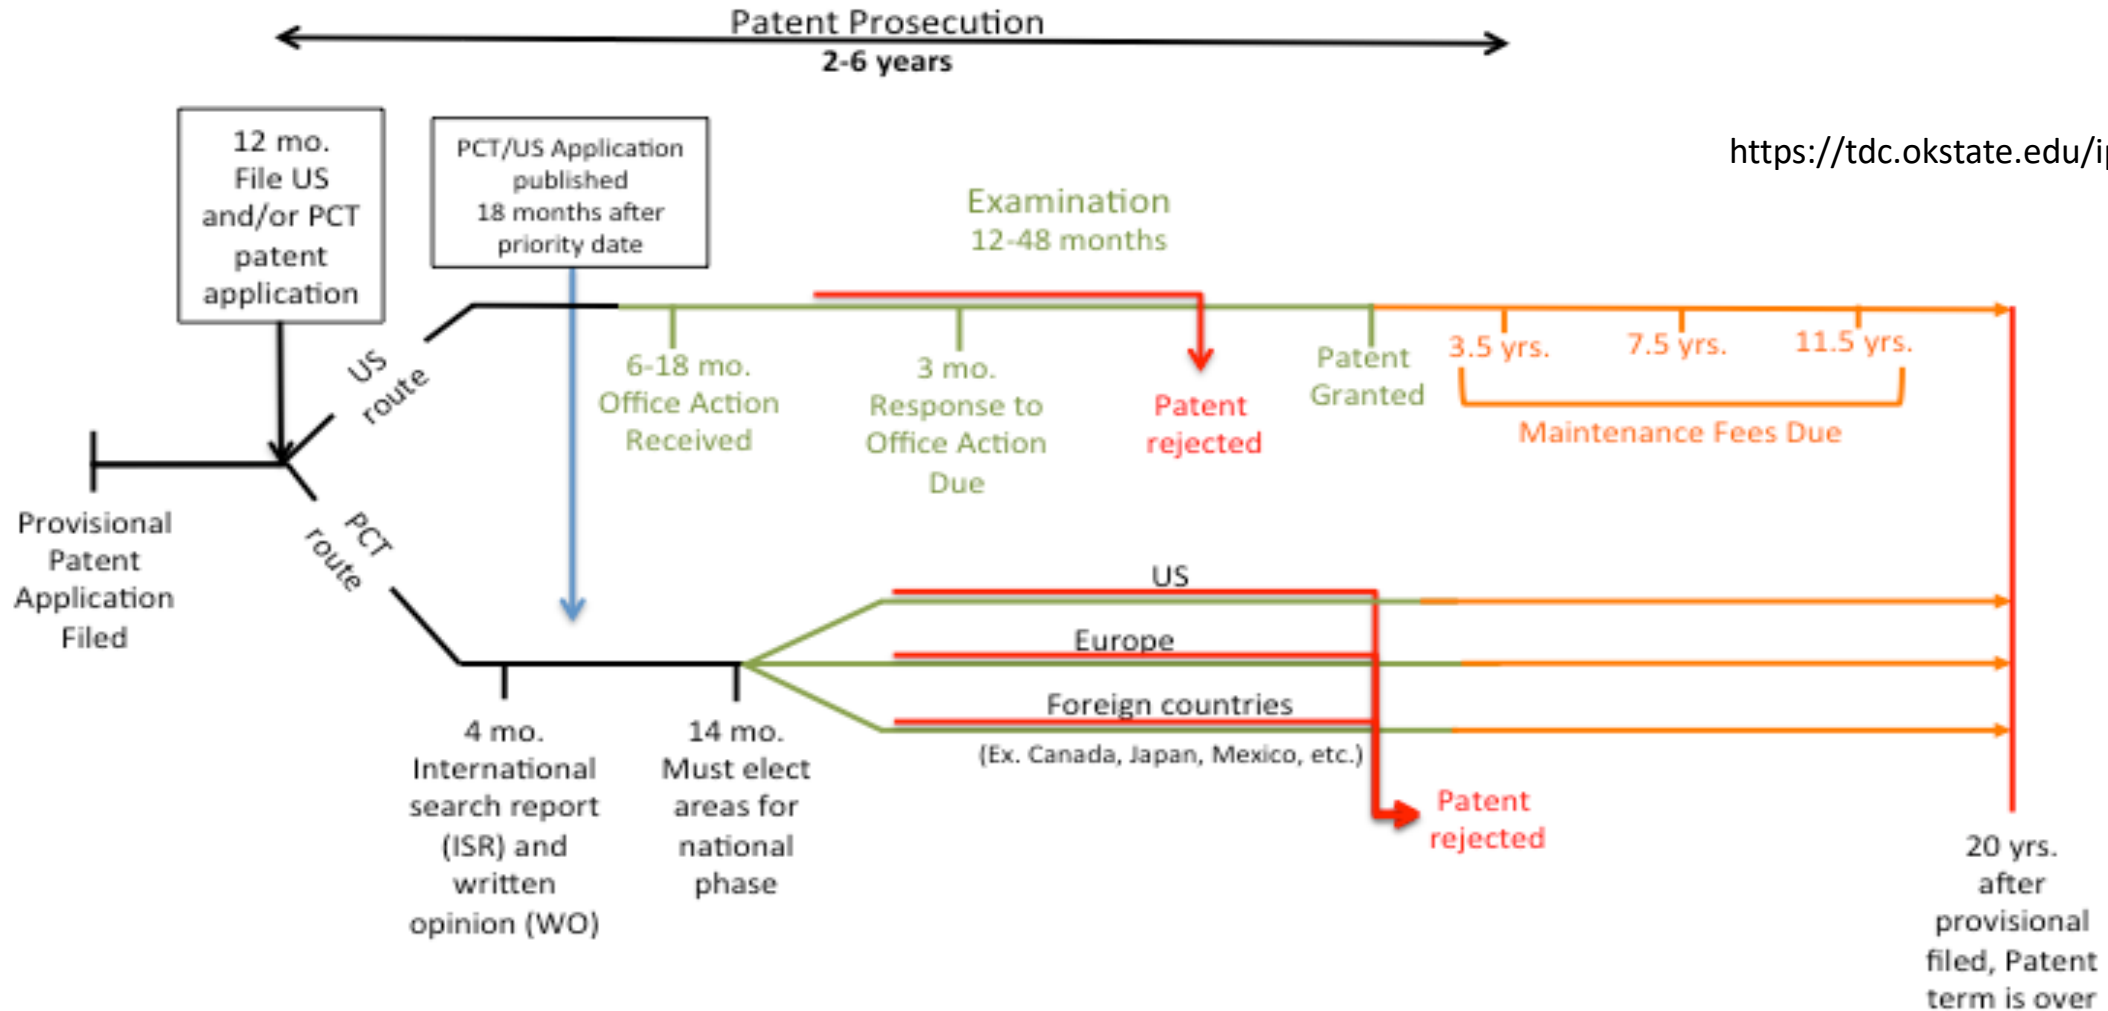 Patent Prosecution
2-6 years
12 mo.
File US
and/or PCT
patent
application
PCT/US Application
published
18 months after
priority date
https://tdc.okstate.edu/ip
Examination
12-48 months
US
route
6-18 mo.
Office Action
Received
3 mo.
Response to
Office Action
Due
Patent
rejected
Patent
Granted
3.5 yrs.
7.5 yrs.
11.5 yrs.
Maintenance Fees Due
Provisional
Patent
Application
Filed
PCT
route
4 mo.
International
search report
(ISR) and
written
opinion (WO)
14 mo.
Must elect
areas for
national
phase
US
Europe
Foreign countries
(Ex. Canada, Japan, Mexico, etc.)
Patent
rejected
20 yrs.
after
provisional
filed, Patent
term is over